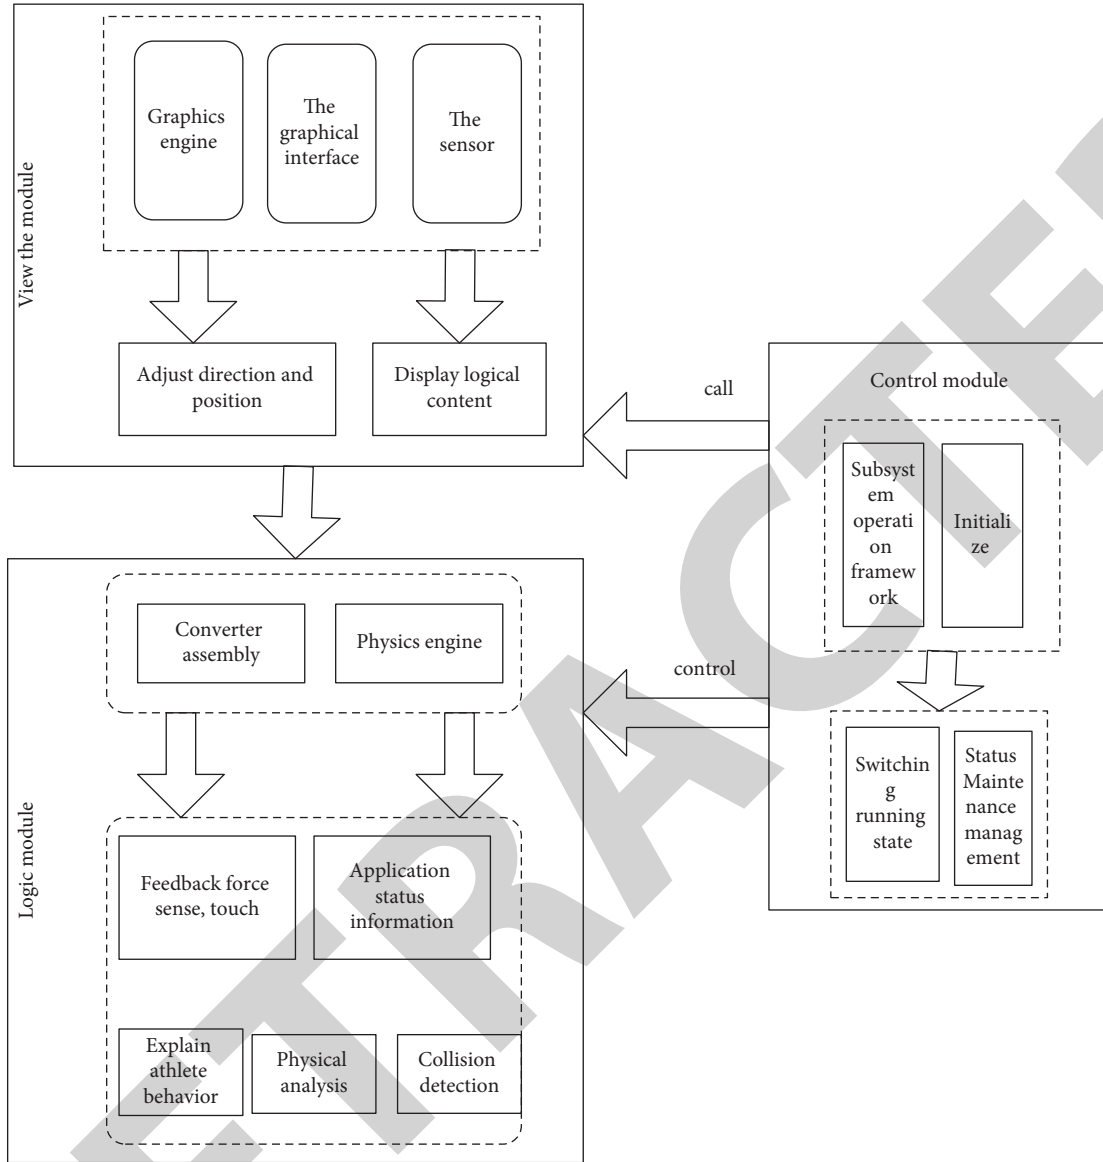 View the module
Graphics
engine
The
graphical
interface
The
sensor
Adjust direction and
position
Display logical
content
call
Control module
Subsyst
em
operati
on
framew
ork
Initiali
ze
control
Switchin
g
running
state
Status
Mainte
nance
manag
ement
Logic module
Converter
assembly
Physics engine
Feedback force
sense, touch
Application
status
information
Explain
athlete
behavior
Physical
analysis
Collision
detection
ETRACTE